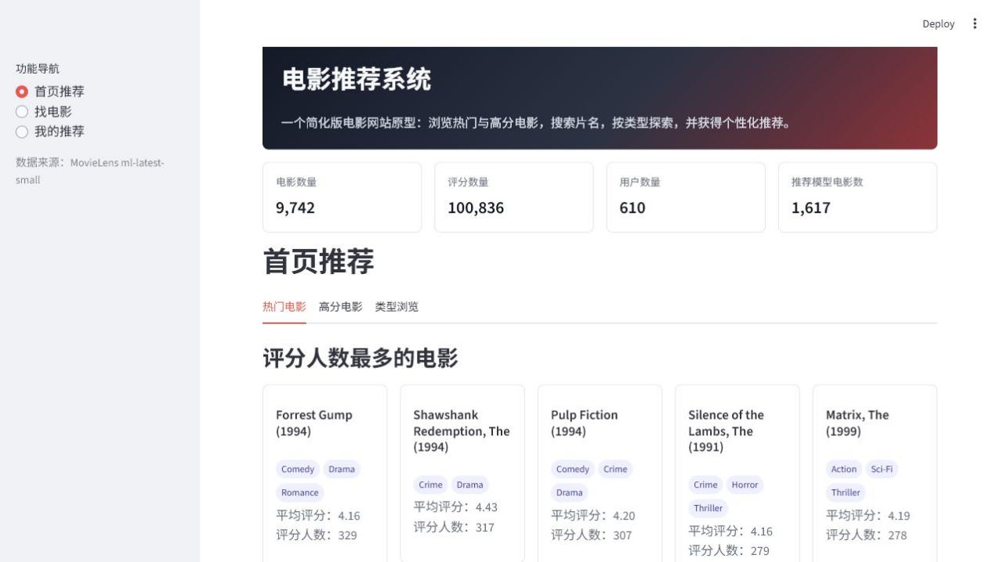 Deploy
功能导航
首页推荐
找电影
我的推荐
数据来源：MovieLens ml-latest-
small
电影推荐系统
一个简化版电影网站原型：浏览热门与高分电影，搜索片名，按类型探索，并获得个性化推荐。
电影数量
9,742
评分数量
100,836
用户数量
610
推荐模型电影数
1,617
首页推荐
热门电影 高分电影 类型浏览
评分人数最多的电影
Forrest Gump
(1994)
Comedy Drama
Romance
平均评分：4.16
评分人数：329
Shawshank
Redemption, The
(1994)
Crime Drama
平均评分：4.43
评分人数：317
Pulp Fiction
(1994)
Comedy Crime
Drama
平均评分：4.20
评分人数：307
Silence of the
Lambs, The
(1991)
Crime Horror
Thriller
平均评分：4.16
评分人数：279
Matrix, The
(1999)
Action Sci-Fi
Thriller
平均评分：4.19
评分人数：278